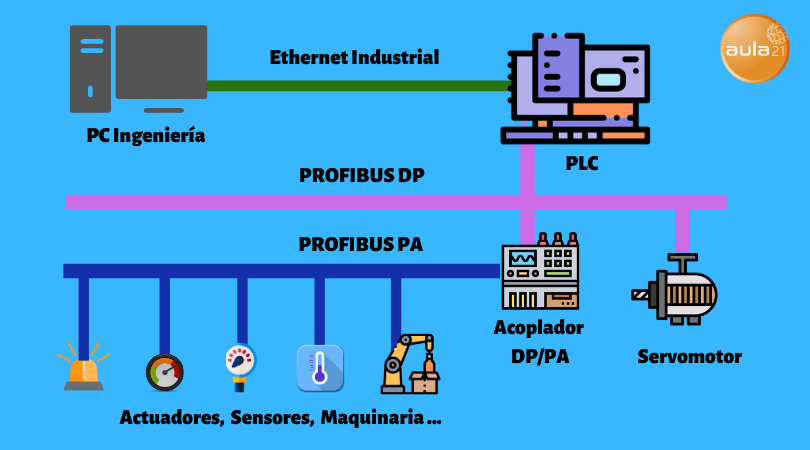 Ethernet Industrial
aula21
PC Ingeniería
PLC
PROFIBUS DP
PROFIBUS PA
Acoplador
DP/PA
Servomotor
Actuadores, Sensores, Maquinaria ...